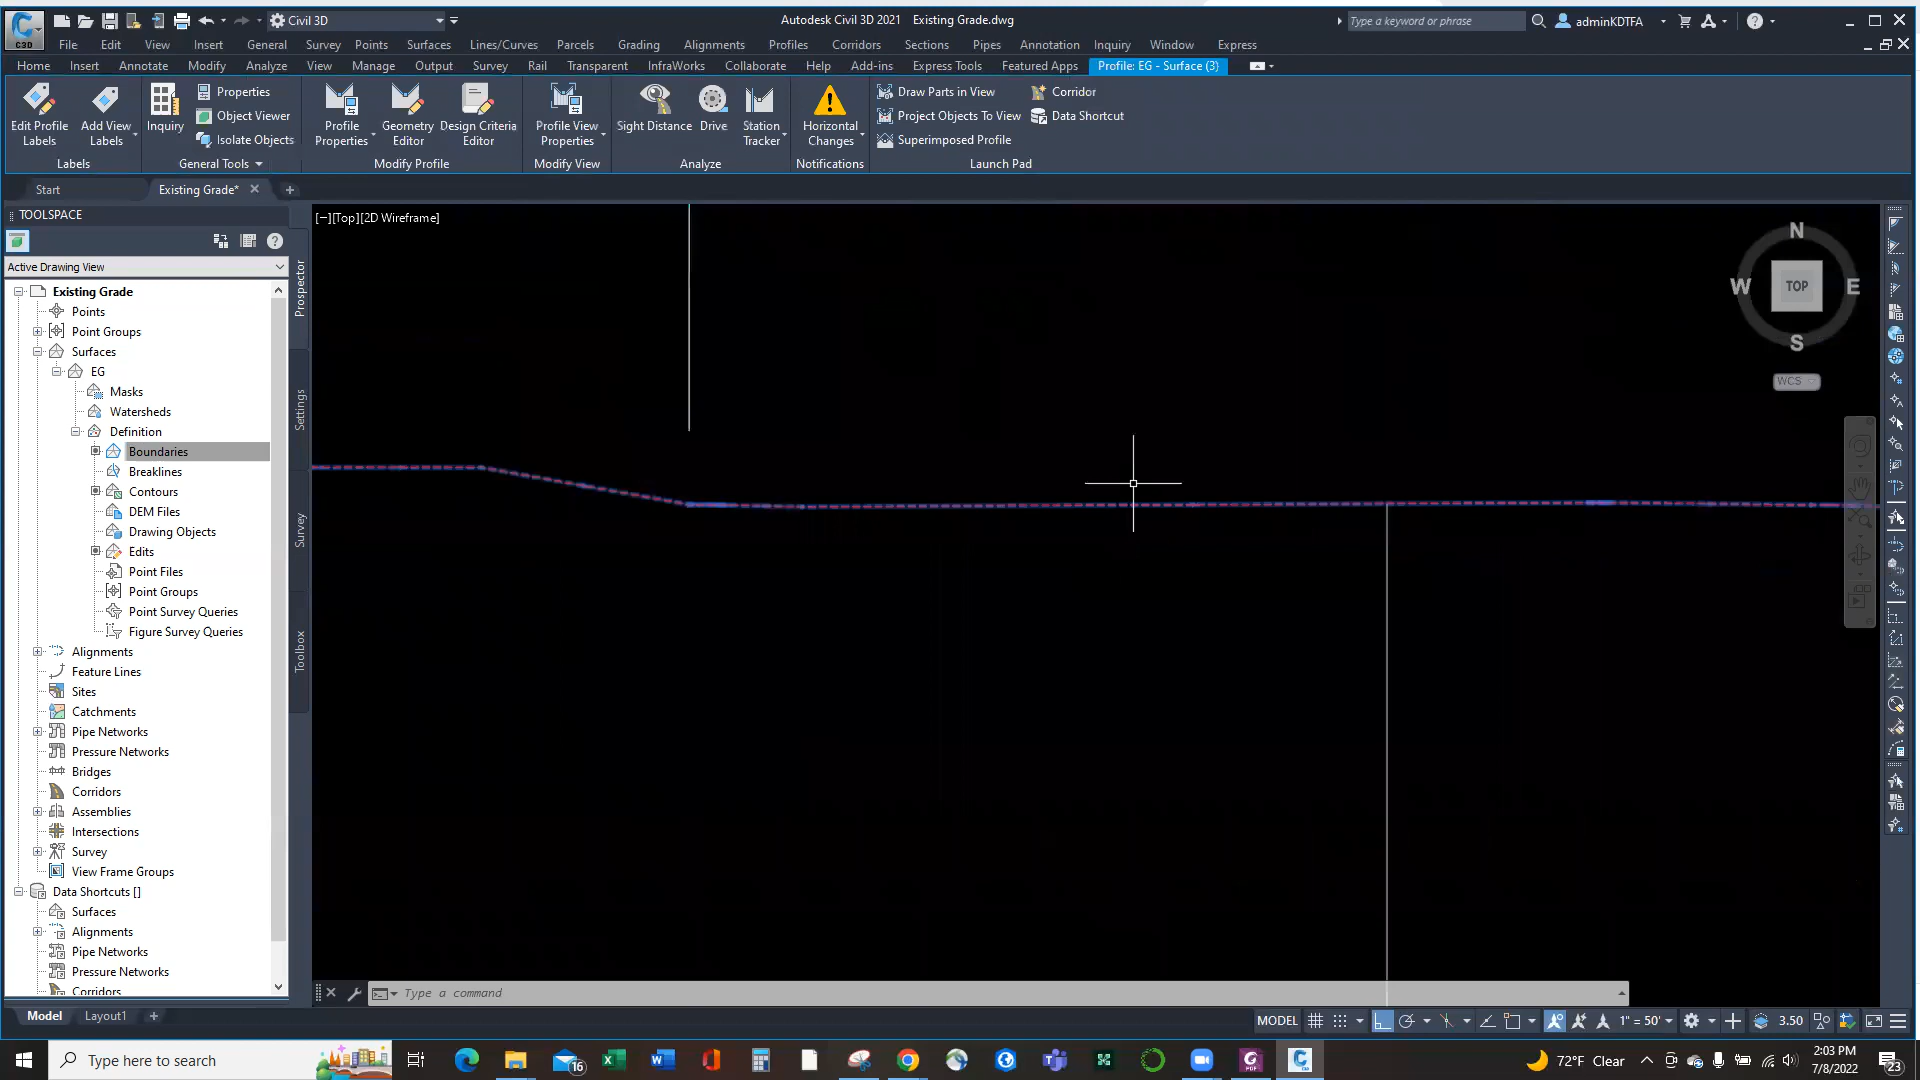 C3D
Civil 3D
Autodesk Civil 3D 2021 Existing Grade.dwg
Type a keyword or phrase
adminKDTFA
File Edit View Insert General Survey Points Surfaces Lines/Curves Parcels Grading Alignments Profiles Corridors Sections Pipes Annotation Inquiry Window Express
Home Insert Annotate Modify Analyze View Manage Output Survey Rail Transparent InfraWorks Collaborate Help Add-ins Express Tools Featured Apps Profile: EG - Surface (3)
Edit Profile Labels
Add View Labels
Inquiry
Properties
Object Viewer
Isolate Objects
Profile Properties
Geometry Editor
Design Criteria Editor
Profile View Properties
Sight Distance
Drive
Station Tracker
Horizontal Changes
Draw Parts in View
Project Objects To View
Superimposed Profile
Corridor
Data Shortcut
Labels General Tools Modify Profile Modify View Analyze Notifications Launch Pad
Start Existing Grade*
TOOLSPACE
[−][Top][2D Wireframe]
Active Drawing View
Existing Grade
Points
Point Groups
Surfaces
EG
Masks
Watersheds
Definition
Boundaries
Breaklines
Contours
DEM Files
Drawing Objects
Edits
Point Files
Point Groups
Point Survey Queries
Figure Survey Queries
Alignments
Feature Lines
Sites
Catchments
Pipe Networks
Pressure Networks
Bridges
Corridors
Assemblies
Intersections
Survey
View Frame Groups
Data Shortcuts []
Surfaces
Alignments
Pipe Networks
Pressure Networks
Corridors
Prospector
Settings
Survey
Toolbox
N
W TOP E
S
WCS
Type a command
Model Layout1
MODEL 1" = 50' 3.50
Type here to search
16
72°F Clear
2:03 PM
7/8/2022
23